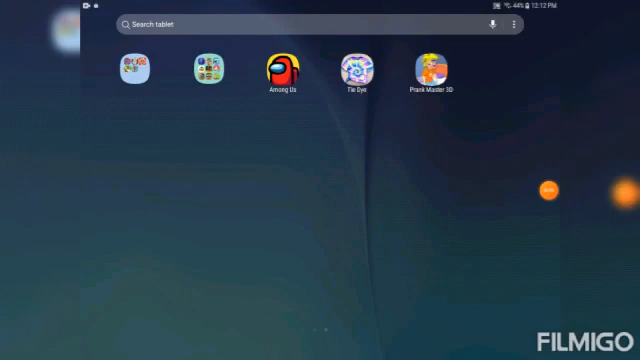 44% 12:12 PM
Search tablet
Among Us
Tie Dye
Prank Master 3D
FILMIGO